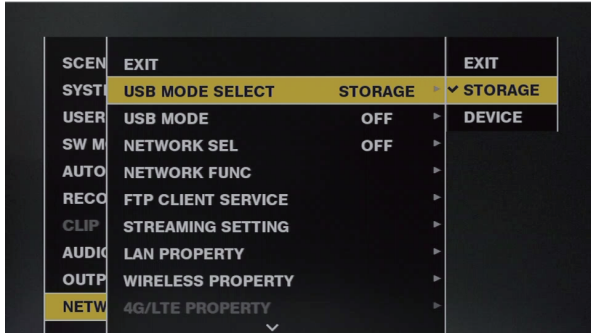 SCEN
SYST
USER
SW M
AUTO
RECO
CLIP
AUDIO
OUTP
NETW
EXIT
USB MODE SELECT STORAGE
USB MODE OFF
NETWORK SEL OFF
NETWORK FUNC
FTP CLIENT SERVICE
STREAMING SETTING
LAN PROPERTY
WIRELESS PROPERTY
4G/LTE PROPERTY
EXIT
STORAGE
DEVICE